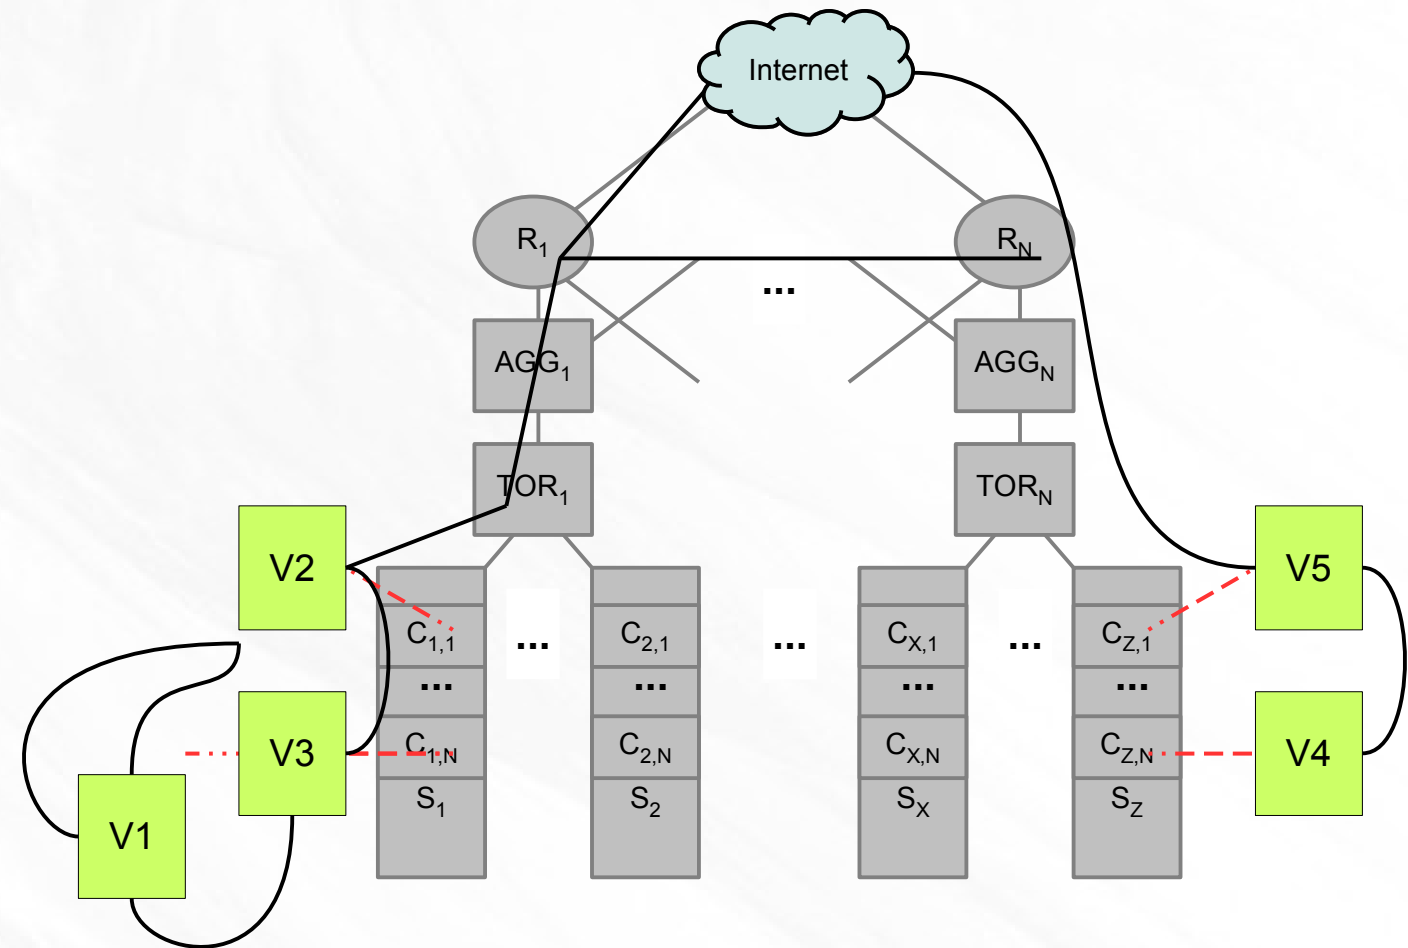 Internet
R1
RN
...
AGG1
AGGN
TOR1
TORN
V2
V5
C1,1
...
C2,1
...
CX,1
...
CZ,1
...
...
...
...
V3
C1,N
C2,N
CX,N
CZ,N
V4
S1
S2
SX
SZ
V1